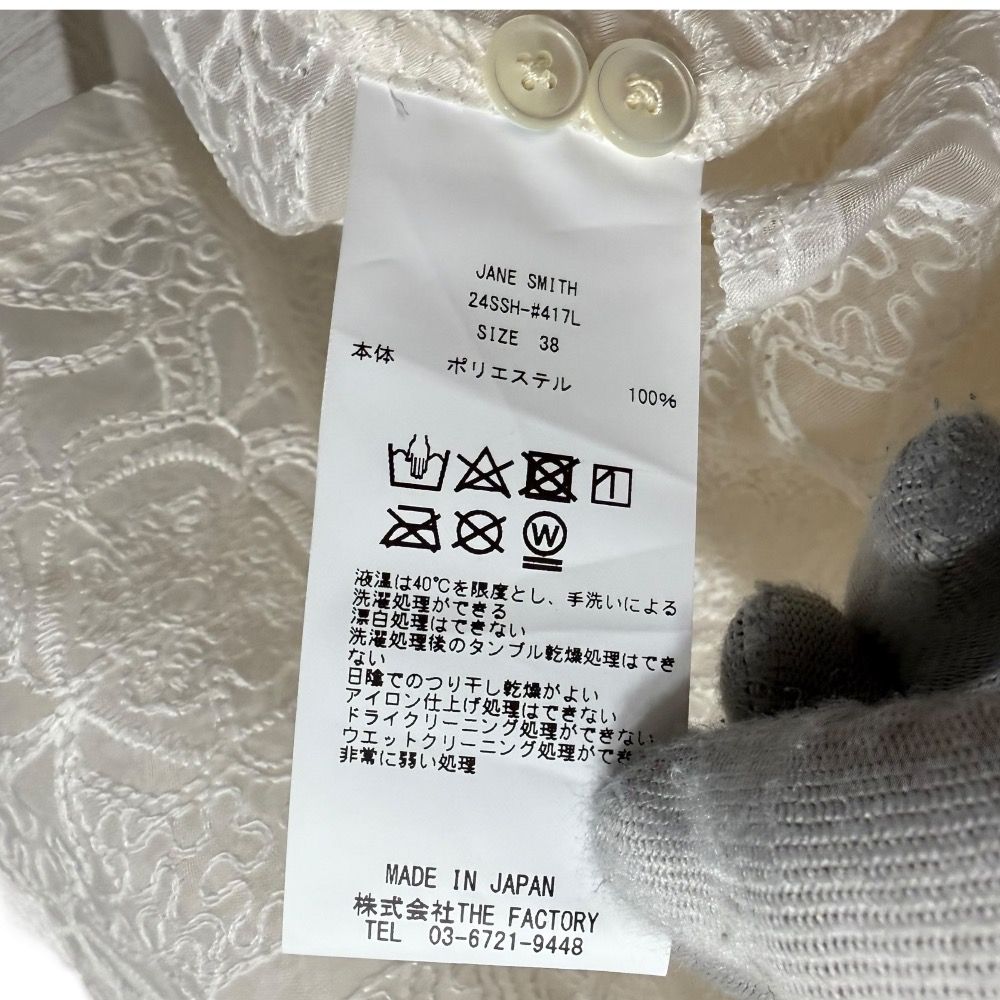 JANE SMITH
24SSH-#417L
SIZE 38
本体 ポリエステル 100%
W
液温は40℃を限度とし、手洗いによる
洗濯処理ができる
漂白処理はできない
洗濯処理後のタンブル乾燥処理はでき
ない
日陰でのつり干し乾燥がよい
アイロン仕上げ処理はできない
ドライクリーニング処理ができない
ウエットクリーニング処理ができ
非常に弱い処理
MADE IN JAPAN
株式会社THE FACTORY
TEL 03-6721-9448